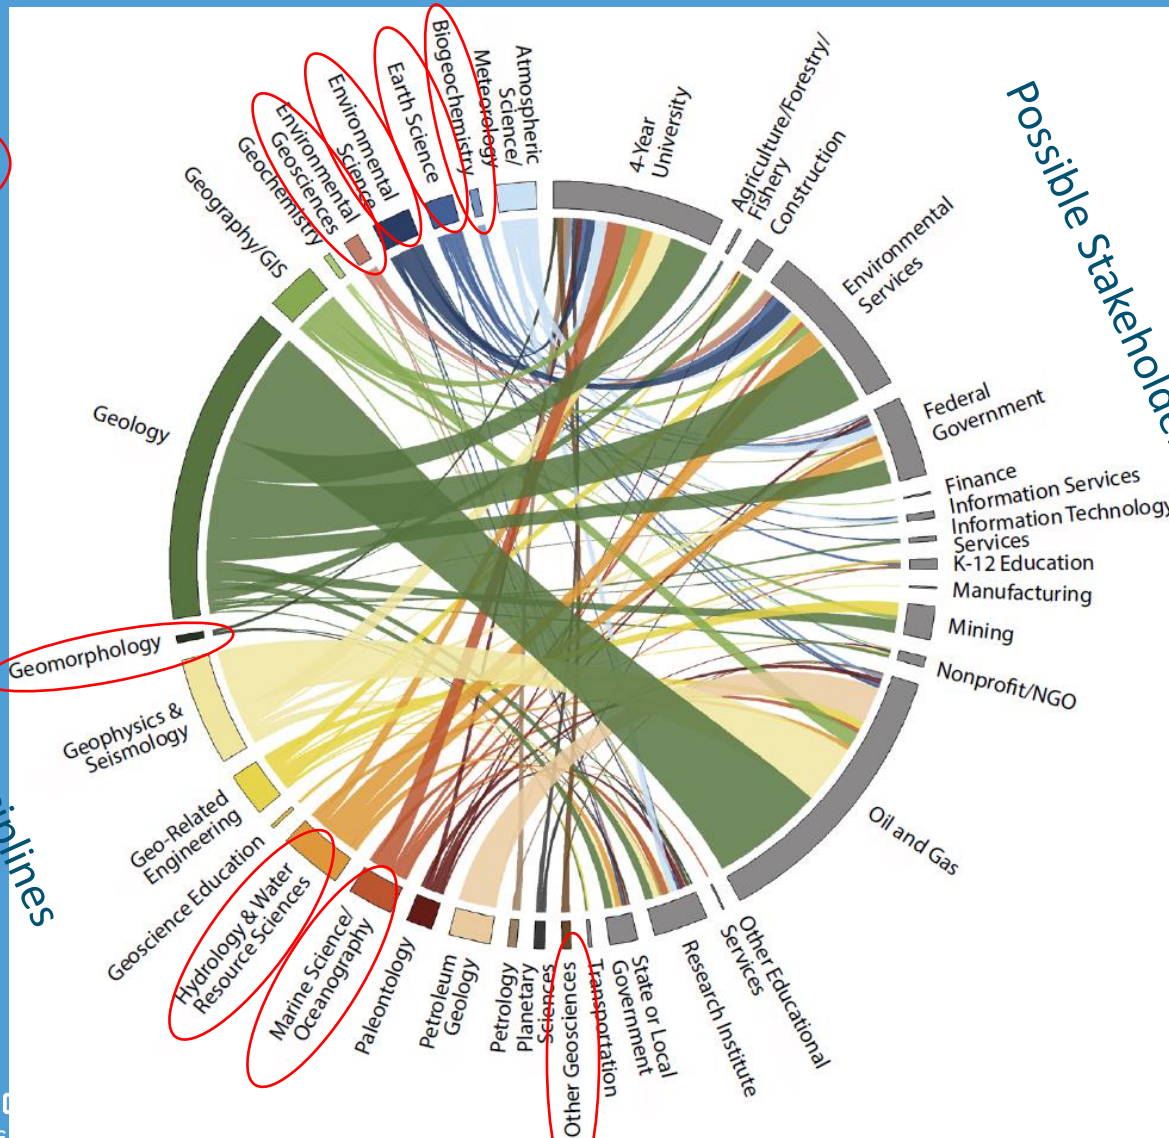 Atmospheric
Science/
Meteorology
Biogeochemistry
Earth Science
Environmental
Science
Environmental
Geosciences
Geochemistry
Geography/GIS
Geology
Geomorphology
Geophysics &
Seismology
Geo-Related
Engineering
Geoscience Education
Hydrology & Water
Resource Sciences
Marine Science/
Oceanography
Paleontology
Petroleum
Geology
Petrology
Planetary
Sciences
Other Geosciences
Transportation
State or Local
Government
Research Institute
Other Educational
Services
Oil and Gas
Nonprofit/NGO
Mining
Manufacturing
K-12 Education
Information Technology
Services
Information Services
Finance
Federal
Government
Environmental
Services
Construction
Agriculture/Forestry/
Fishery
4-Year
University
Possible